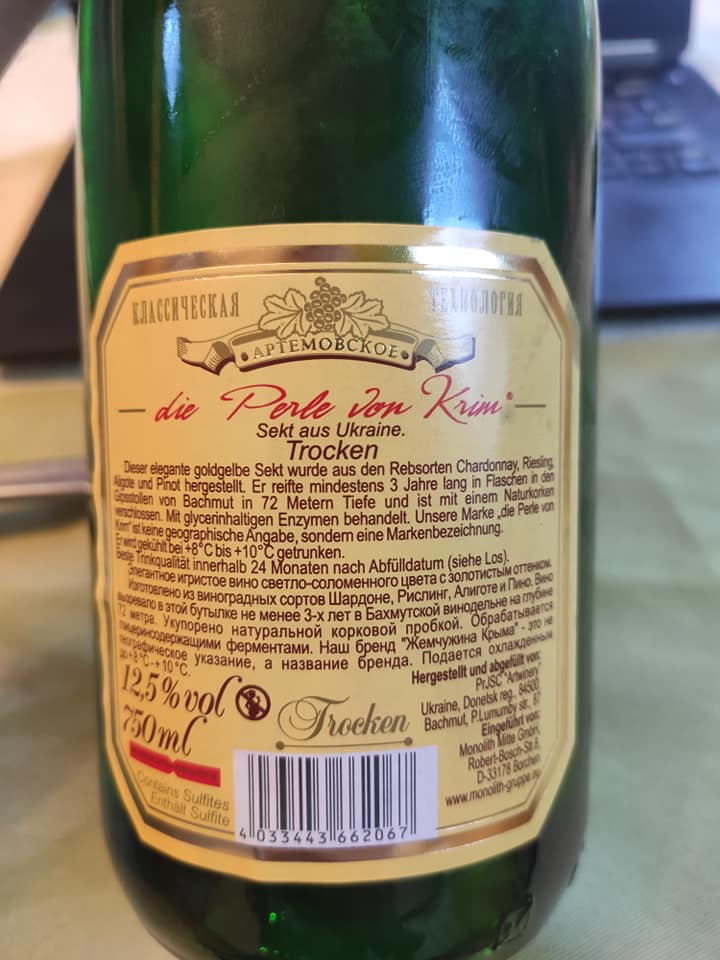 КЛАССИЧЕСКАЯ ТЕХНОЛОГИЯ
АРТЕМОВСКОЕ
die Perle von Krim®
Sekt aus Ukraine.
Trocken
Dieser elegante goldgelbe Sekt wurde aus den Rebsorten Chardonnay, Riesling,
Aligote und Pinot hergestellt. Er reifte mindestens 3 Jahre lang in Flaschen in den
Gipsstollen von Bachmut in 72 Metern Tiefe und ist mit einem Naturkorken
verschlossen. Mit glycerinhaltigen Enzymen behandelt. Unsere Marke „die Perle von
Krim" ist keine geographische Angabe, sondern eine Markenbezeichnung.
Er wird gekühlt bei +8°C bis +10°C getrunken.
Beste Trinkqualität innerhalb 24 Monaten nach Abfülldatum (siehe Los).
Элегантное игристое вино светло-соломенного цвета с золотистым оттенком.
Изготовлено из виноградных сортов Шардоне, Рислинг, Алиготе и Пино. Вино
вызревало в этой бутылке не менее 3-х лет в Бахмутской винодельне на глубине
72 метра. Укупорено натуральной корковой пробкой. Обрабатывается
глицеринсодержащими ферментами. Наш бренд "Жемчужина Крыма" - это не
географическое указание, а название бренда. Подается охлажденным
до +8°C-+10°C.
Hergestellt und abgefüllt von:
PrJSC "Artwinery"
Ukraine, Donetsk reg., 84500,
Bachmut, P.Lumumby str., 87
Eingeführt von:
Monolith Mitte GmbH,
Robert-Bosch-Str.8,
D-33178 Borchen
www.monolith-gruppe.eu
12,5%vol
750ml
Trocken
Contains Sulfites
Enthält Sulfite
4 033443 662067